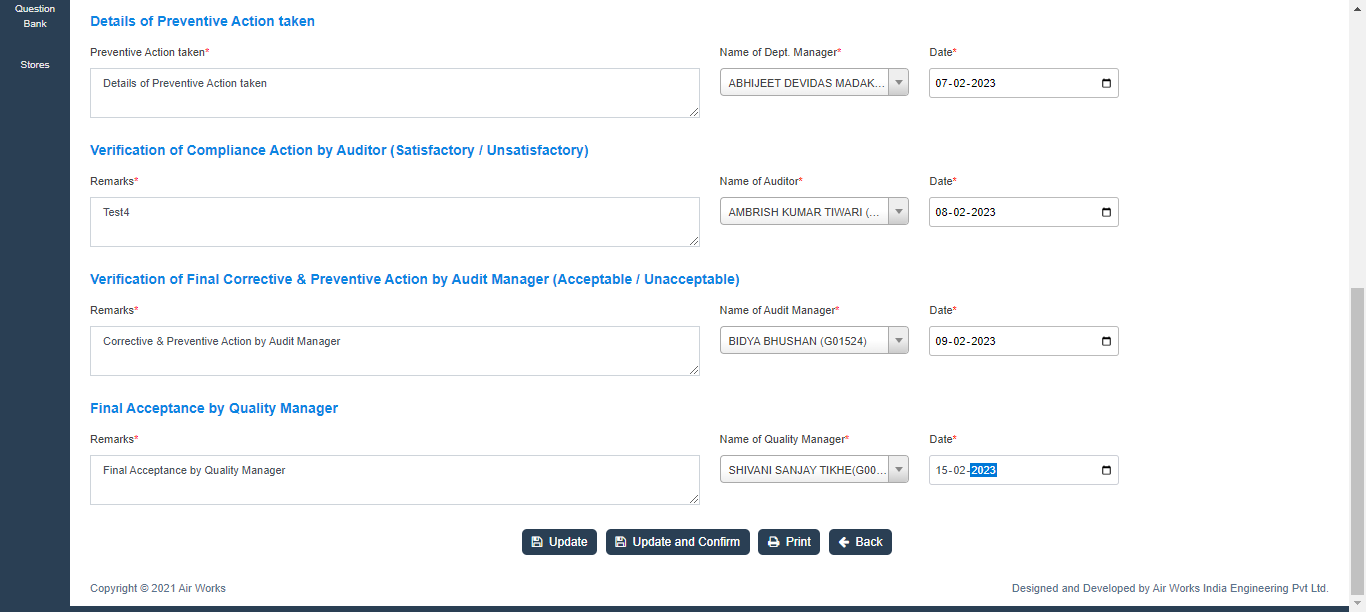 Question
Bank
Stores
Details of Preventive Action taken
Preventive Action taken* Name of Dept. Manager* Date*
Details of Preventive Action taken ABHIJEET DEVIDAS MADAK... 07-02-2023
Verification of Compliance Action by Auditor (Satisfactory / Unsatisfactory)
Remarks* Name of Auditor* Date*
Test4 AMBRISH KUMAR TIWARI (... 08-02-2023
Verification of Final Corrective & Preventive Action by Audit Manager (Acceptable / Unacceptable)
Remarks* Name of Audit Manager* Date*
Corrective & Preventive Action by Audit Manager BIDYA BHUSHAN (G01524) 09-02-2023
Final Acceptance by Quality Manager
Remarks* Name of Quality Manager* Date*
Final Acceptance by Quality Manager SHIVANI SANJAY TIKHE(G00... 15-02-2023
Update Update and Confirm Print Back
Copyright © 2021 Air Works Designed and Developed by Air Works India Engineering Pvt Ltd.